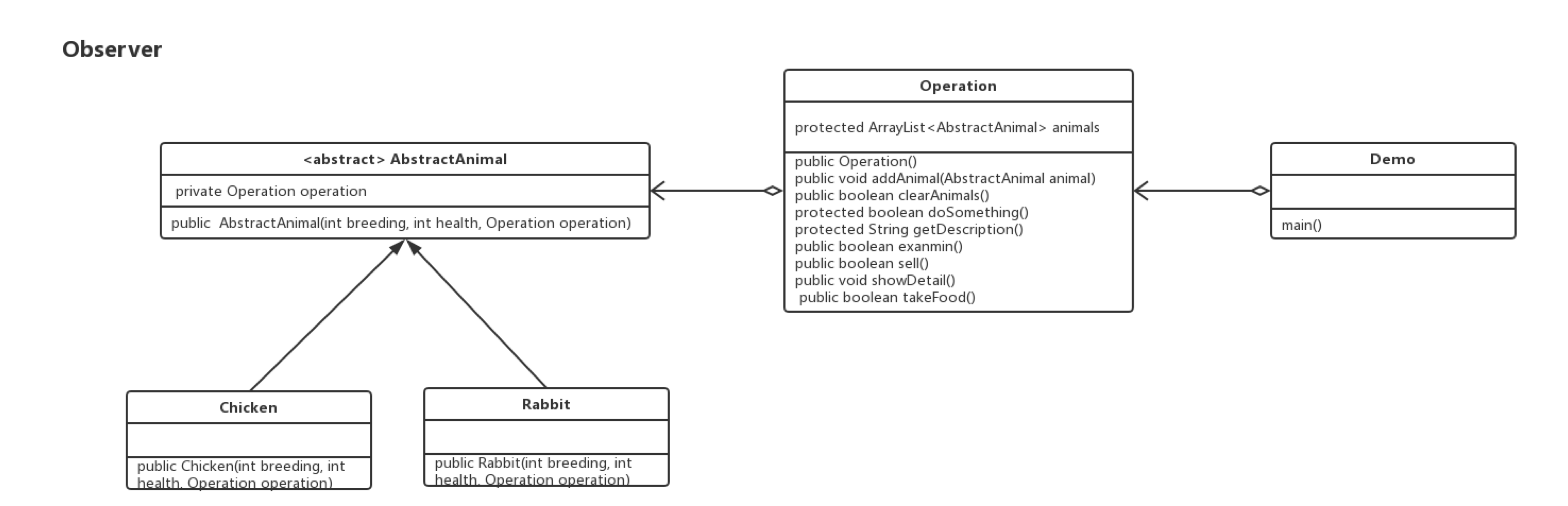 Observer
<abstract> AbstractAnimal
private Operation operation
public  AbstractAnimal(int breeding, int health, Operation operation)
Operation
protected ArrayList<AbstractAnimal> animals
public Operation()
public void addAnimal(AbstractAnimal animal)
public boolean clearAnimals()
protected boolean doSomething()
protected String getDescription()
public boolean exanmin()
public boolean sell()
public void showDetail()
public boolean takeFood()
Demo
main()
Chicken
public Chicken(int breeding, int
health, Operation operation)
Rabbit
public Rabbit(int breeding, int
health, Operation operation)